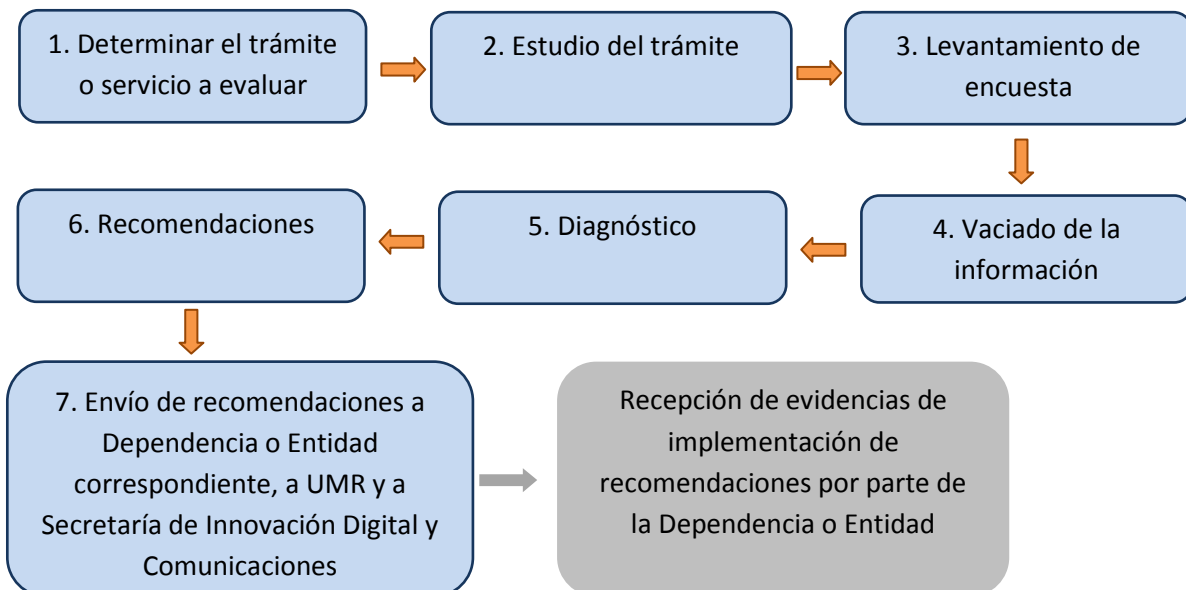 1. Determinar el trámite
o servicio a evaluar
2. Estudio del trámite
3. Levantamiento de
encuesta
4. Vaciado de la
información
5. Diagnóstico
6. Recomendaciones
7. Envío de recomendaciones a
Dependencia o Entidad
correspondiente, a UMR y a
Secretaría de Innovación Digital y
Comunicaciones
Recepción de evidencias de
implementación de
recomendaciones por parte de
la Dependencia o Entidad